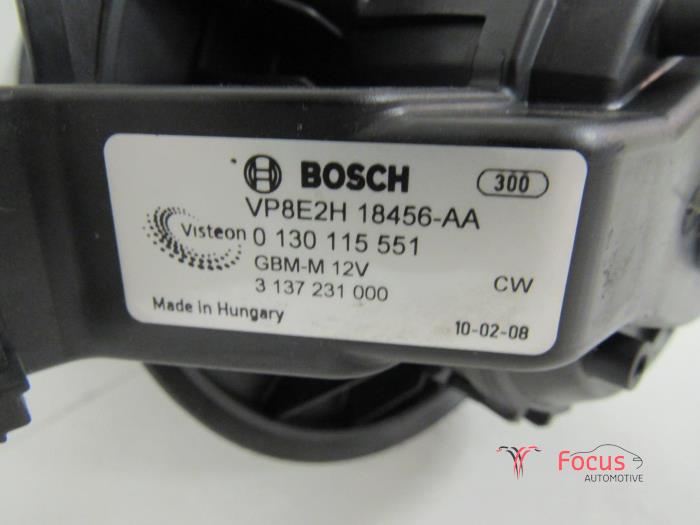 BOSCH 300
VP8E2H 18456-AA
Visteon 0 130 115 551
GBM-M 12V
3 137 231 000 CW
Made in Hungary
10-02-08
Focus
AUTOMOTIVE